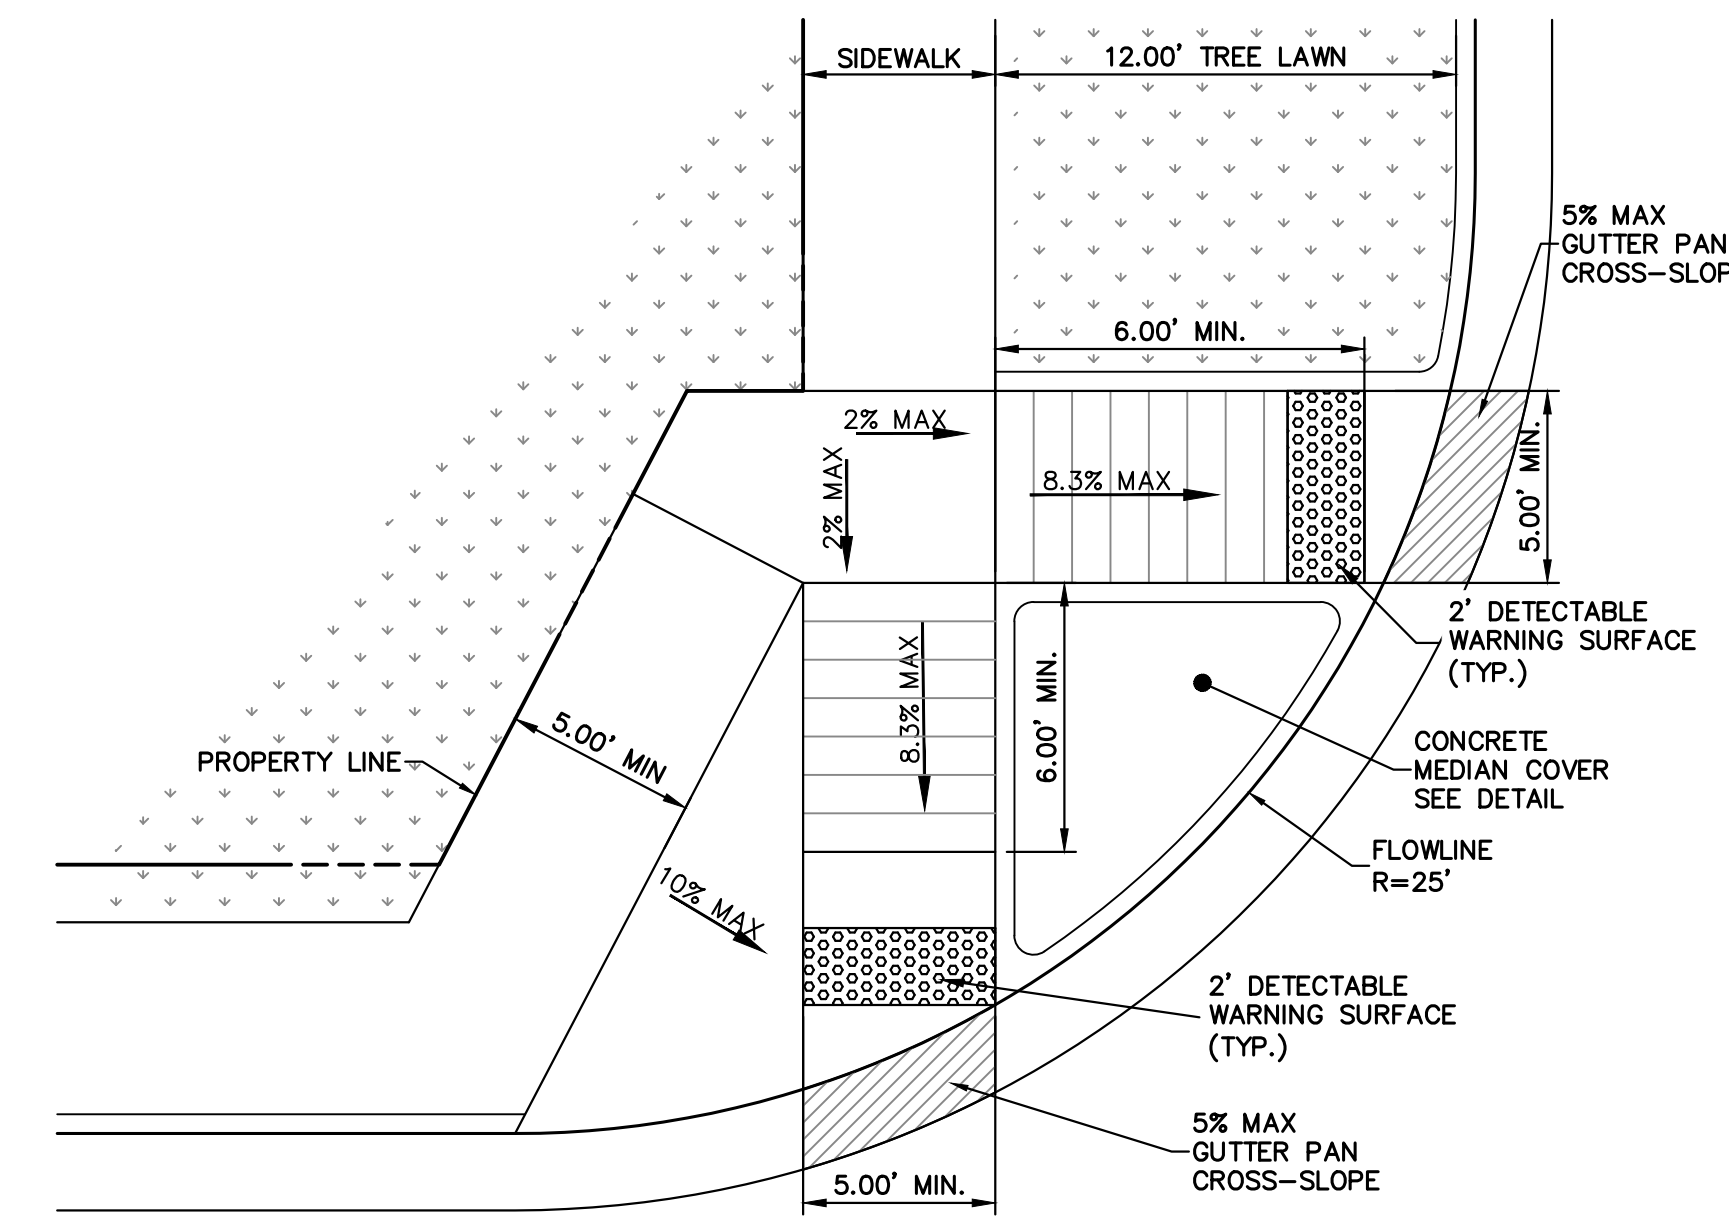 SIDEWALK
12.00' TREE LAWN
5% MAX
GUTTER PAN
CROSS-SLOP
6.00' MIN.
2% MAX
2% MAX
8.3% MAX
5.00' MIN.
2' DETECTABLE
WARNING SURFACE
(TYP.)
8.3% MAX
6.00' MIN.
5.00' MIN
PROPERTY LINE
CONCRETE
MEDIAN COVER
SEE DETAIL
FLOWLINE
R=25'
10% MAX
2' DETECTABLE
WARNING SURFACE
(TYP.)
5% MAX
GUTTER PAN
CROSS-SLOPE
5.00' MIN.